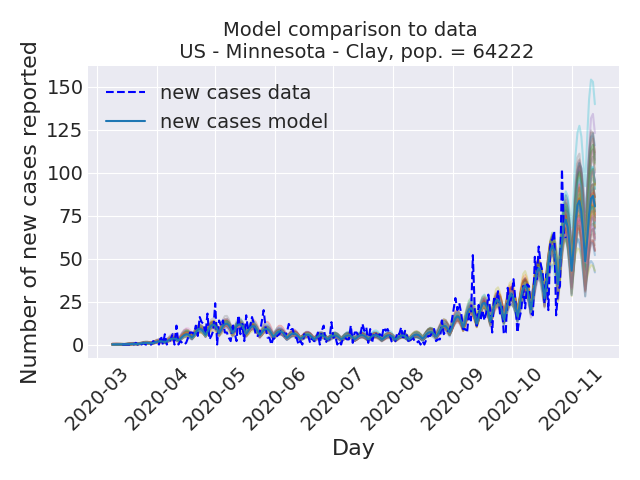 Model comparison to data
US - Minnesota - Clay, pop. = 64222
Number of new cases reported
150
125
100
75
50
25
0
new cases data
new cases model
2020-03
2020-04
2020-05
2020-06
2020-07
2020-08
2020-09
2020-10
2020-11
Day